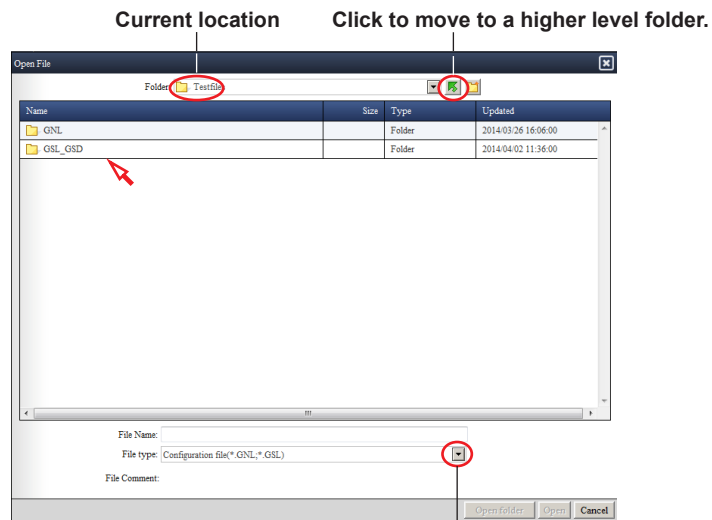 Current location Click to move to a higher level folder.
Open File
Folder: Testfile
Name Size Type Updated
GNL Folder 2014/03/26 16:06:00
GSL_GSD Folder 2014/04/02 11:36:00
File Name:
File type: Configuration file(*.GNL;*.GSL)
File Comment:
Open folder Open Cancel